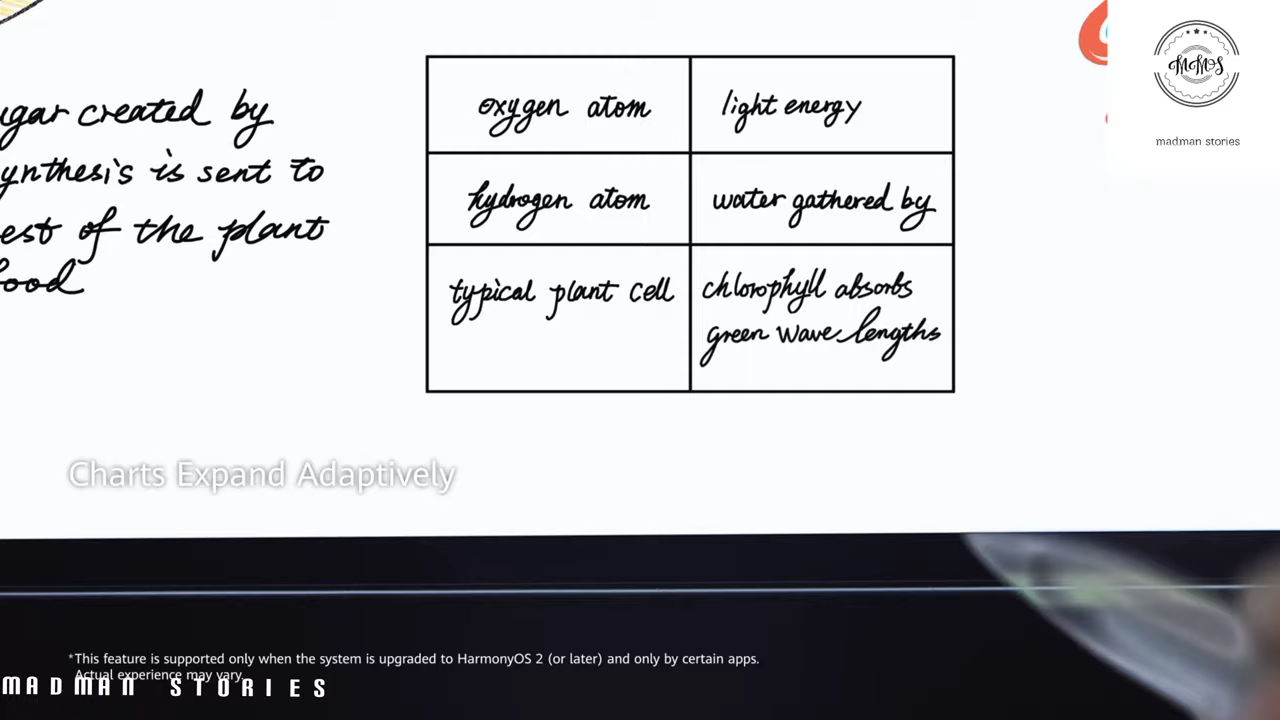 ugar created by
ynthesis is sent to
est of the plant
food
oxygen atom
light energy
hydrogen atom
water gathered by
typical plant cell
chlorophyll absorbs
green wave lengths
MMOS
madman stories
Charts Expand Adaptively
*This feature is supported only when the system is upgraded to HarmonyOS 2 (or later) and only by certain apps.
Actual experience may vary.
MADMAN STORIES